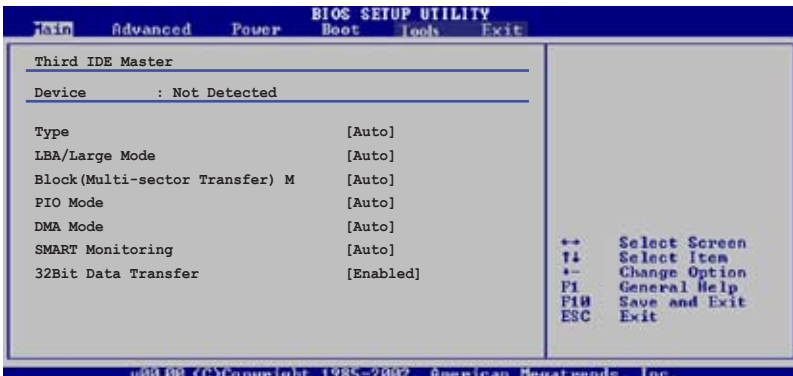 BIOS SETUP UTILITY
Main Advanced Power Boot Tools Exit
Third IDE Master
Device : Not Detected
Type [Auto]
LBA/Large Mode [Auto]
Block(Multi-sector Transfer) M [Auto]
PIO Mode [Auto]
DMA Mode [Auto]
SMART Monitoring [Auto]
32Bit Data Transfer [Enabled]
↔ Select Screen
↑↓ Select Item
+- Change Option
F1 General Help
F10 Save and Exit
ESC Exit
v00.00 (C)Copyright 1985-2002, American Megatrends, Inc.